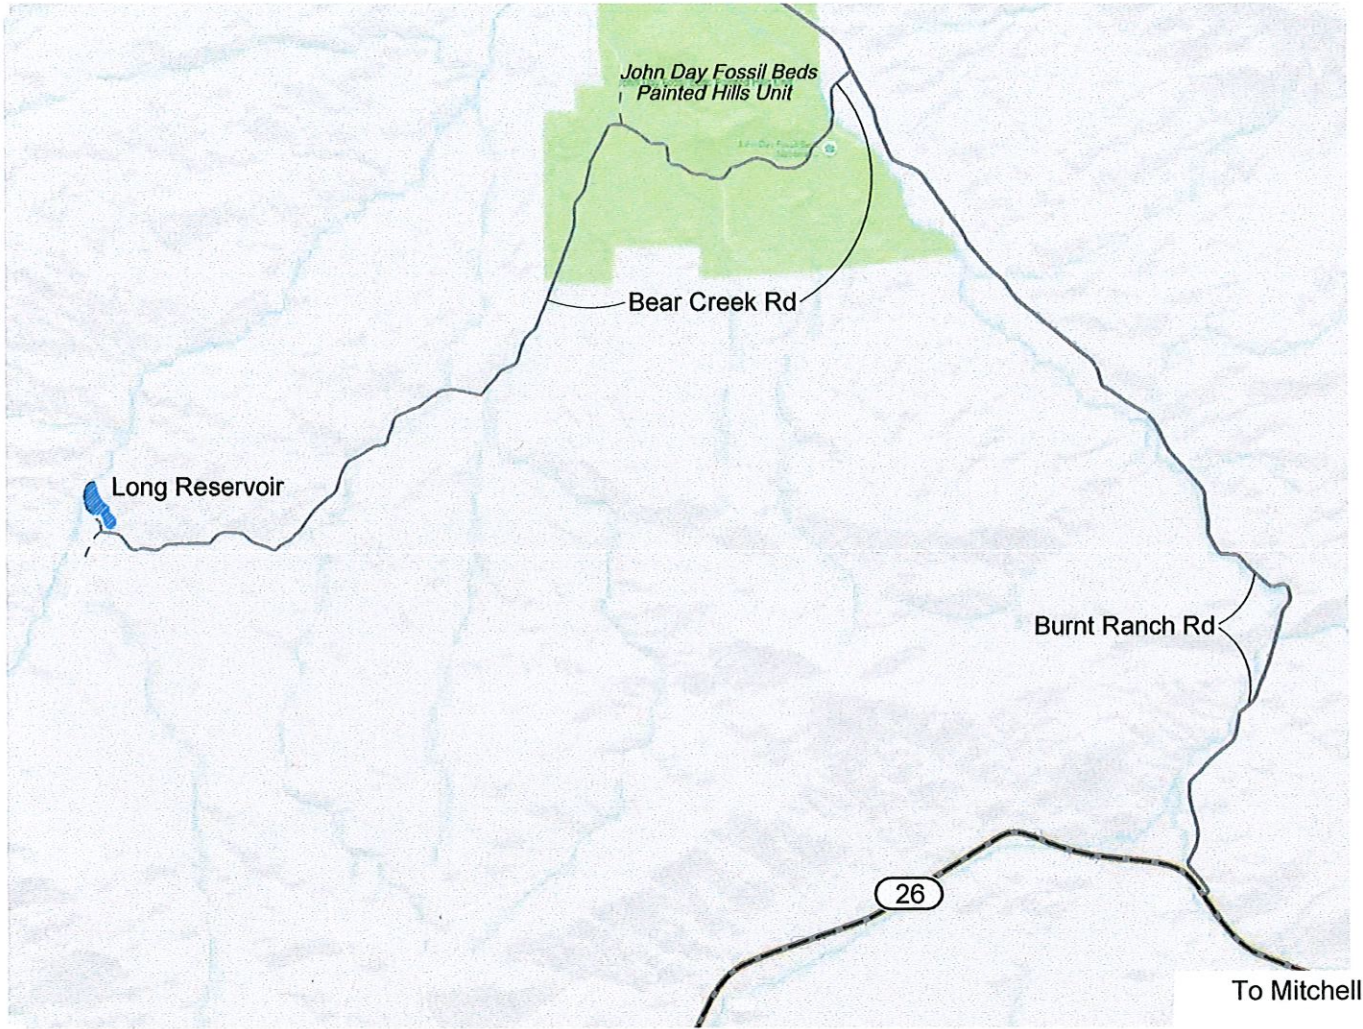 John Day Fossil Beds
Painted Hills Unit
Bear Creek Rd
Long Reservoir
Burnt Ranch Rd
26
To Mitchell